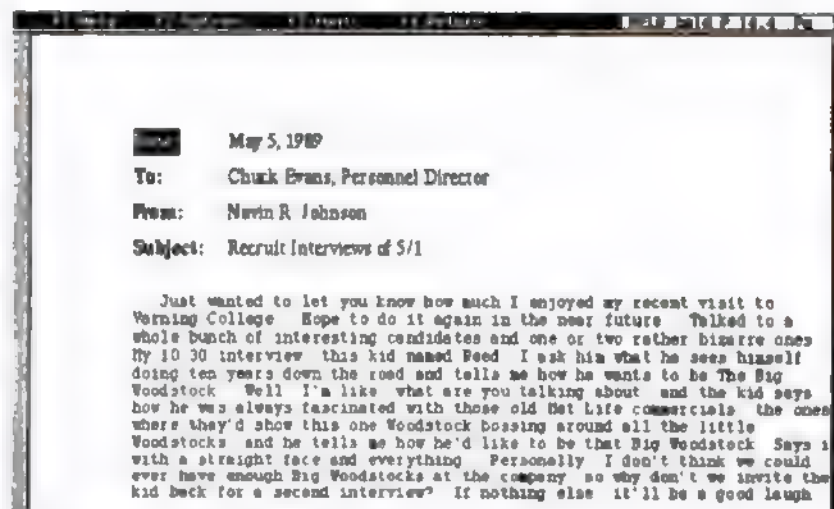 May 5, 1989
To: Chuck Evans, Personnel Director
From: Navin R Johnson
Subject: Recruit Interviews of 5/1
Just wanted to let you know how much I enjoyed my recent visit to
Warning College Hope to do it again in the near future Talked to a
whole bunch of interesting candidates and one or two rather bizarre ones
My 10 30 interview this kid named Reed I ask him what he sees himself
doing ten years down the road and tells me how he wants to be The Big
Woodstock Well I'm like what are you talking about and the kid says
how he was always fascinated with those old Met Life commercials the ones
where they'd show this one Woodstock bossing around all the little
Woodstocks and he tells me how he'd like to be that Big Woodstock Says i
with a straight face and everything Personally I don't think we could
ever have enough Big Woodstocks at the company so why don't we invite the
kid back for a second interview? If nothing else it'll be a good laugh